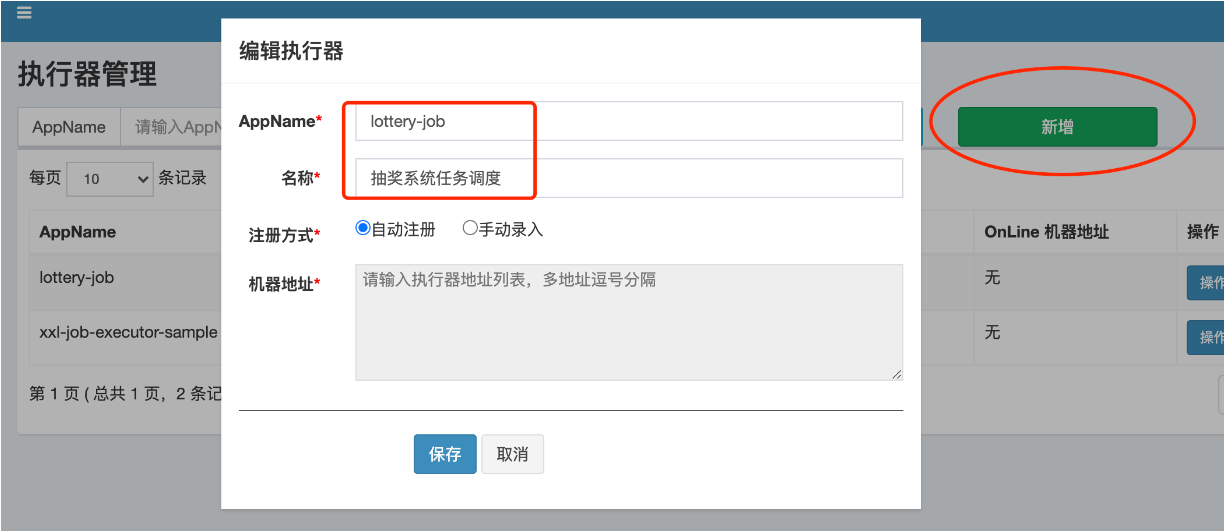 编辑执行器
执行器管理
AppName 请输入AppN
新增
AppName* lottery-job
名称* 抽奖系统任务调度
每页 10 条记录
注册方式* 自动注册 手动录入
AppName OnLine 机器地址 操作
机器地址* 请输入执行器地址列表，多地址逗号分隔
lottery-job 无 操作
xxl-job-executor-sample 无 操作
第 1 页 ( 总共 1 页，2 条记
保存 取消